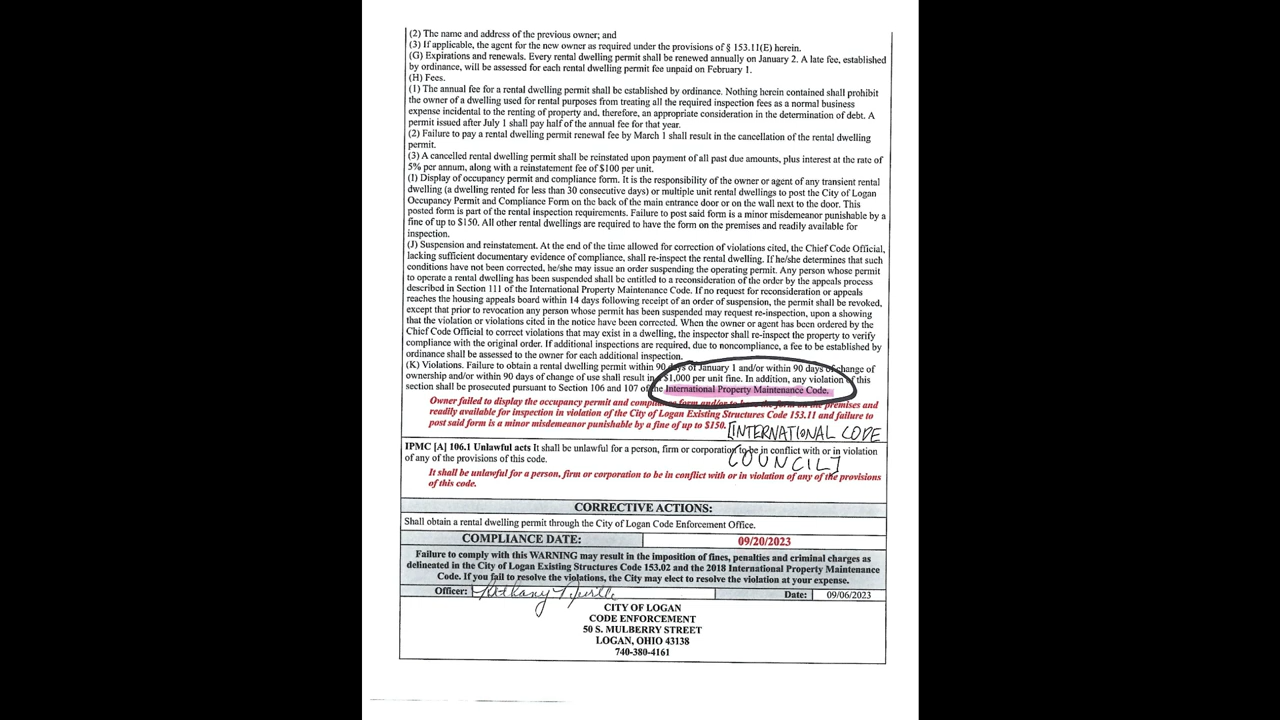 (2) The name and address of the previous owner; and
(3) If applicable, the agent for the new owner as required under the provisions of § 153.11(E) herein.
(G) Expirations and renewals. Every rental dwelling permit shall be renewed annually on January 2. A late fee, established
by ordinance, will be assessed for each rental dwelling permit fee unpaid on February 1.
(H) Fees.
(1) The annual fee for a rental dwelling permit shall be established by ordinance. Nothing herein contained shall prohibit
the owner of a dwelling used for rental purposes from treating all the required inspection fees as a normal business
expense incidental to the renting of property and, therefore, an appropriate consideration in the determination of debt. A
permit issued after July 1 shall pay half of the annual fee for that year.
(2) Failure to pay a rental dwelling permit renewal fee by March 1 shall result in the cancellation of the rental dwelling
permit.
(3) A cancelled rental dwelling permit shall be reinstated upon payment of all past due amounts, plus interest at the rate of
5% per annum, along with a reinstatement fee of $100 per unit.
(I) Display of occupancy permit and compliance form. It is the responsibility of the owner or agent of any transient rental
dwelling (a dwelling rented for less than 30 consecutive days) or multiple unit rental dwellings to post the City of Logan
Occupancy Permit and Compliance Form on the back of the main entrance door or on the wall next to the door. This
posted form is part of the rental inspection requirements. Failure to post said form is a minor misdemeanor punishable by a
fine of up to $150. All other rental dwellings are required to have the form on the premises and readily available for
inspection.
(J) Suspension and reinstatement. At the end of the time allowed for correction of violations cited, the Chief Code Official,
lacking sufficient documentary evidence of compliance, shall re-inspect the rental dwelling. If he/she determines that such
conditions have not been corrected, he/she may issue an order suspending the operating permit. Any person whose permit
to operate a rental dwelling has been suspended shall be entitled to a reconsideration of the order by the appeals process
described in Section 111 of the International Property Maintenance Code. If no request for reconsideration or appeals
reaches the housing appeals board within 14 days following receipt of an order of suspension, the permit shall be revoked,
except that prior to revocation any person whose permit has been suspended may request re-inspection, upon a showing
that the violation or violations cited in the notice have been corrected. When the owner or agent has been ordered by the
Chief Code Official to correct violations that may exist in a dwelling, the inspector shall re-inspect the property to verify
compliance with the original order. If additional inspections are required, due to noncompliance, a fee to be established by
ordinance shall be assessed to the owner for each additional inspection.
(K) Violations. Failure to obtain a rental dwelling permit within 90 days of January 1 and/or within 90 days of change of
ownership and/or within 90 days of change of use shall result in a $1,000 per unit fine. In addition, any violation of this
section shall be prosecuted pursuant to Section 106 and 107 of the International Property Maintenance Code.
Owner failed to display the occupancy permit and compliance form and/or to have the form on the premises and
readily available for inspection in violation of the City of Logan Existing Structures Code 153.11 and failure to
post said form is a minor misdemeanor punishable by a fine of up to $150.
[INTERNATIONAL CODE
COUNCIL]
IPMC [A] 106.1 Unlawful acts It shall be unlawful for a person, firm or corporation to be in conflict with or in violation
of any of the provisions of this code.
It shall be unlawful for a person, firm or corporation to be in conflict with or in violation of any of the provisions
of this code.
CORRECTIVE ACTIONS:
Shall obtain a rental dwelling permit through the City of Logan Code Enforcement Office.
COMPLIANCE DATE: 09/20/2023
Failure to comply with this WARNING may result in the imposition of fines, penalties and criminal charges as
delineated in the City of Logan Existing Structures Code 153.02 and the 2018 International Property Maintenance
Code. If you fail to resolve the violations, the City may elect to resolve the violation at your expense.
Officer: Date: 09/06/2023
CITY OF LOGAN
CODE ENFORCEMENT
50 S. MULBERRY STREET
LOGAN, OHIO 43138
740-380-4161